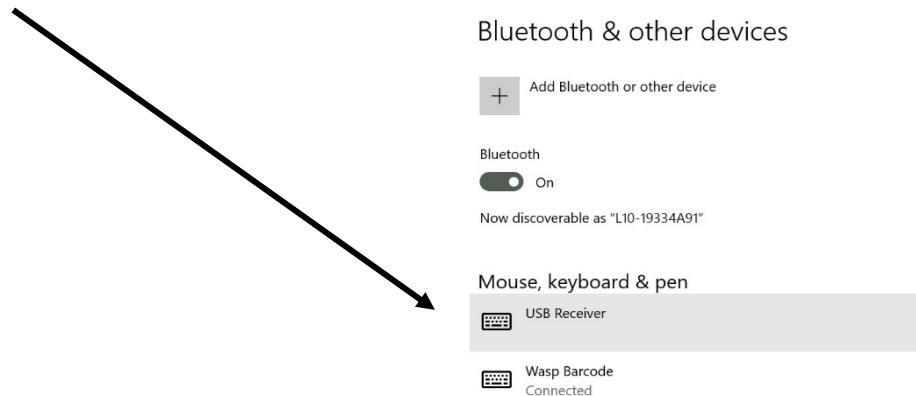 Bluetooth & other devices
Add Bluetooth or other device
Bluetooth
On
Now discoverable as "L10-19334A91"
Mouse, keyboard & pen
USB Receiver
Wasp Barcode
Connected